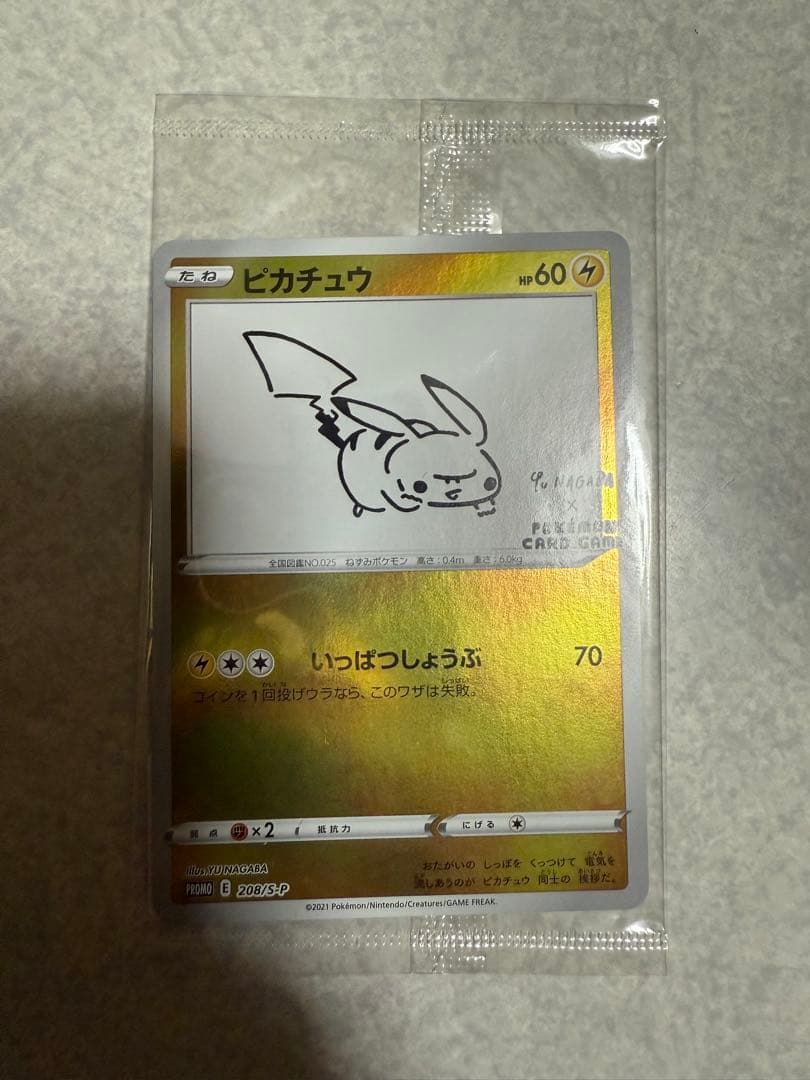 たね ピカチュウ HP60
Yu NAGABA
×
POKÉMON
CARD GAME
全国図鑑NO.025 ねずみポケモン 高さ:0.4m 重さ:6.0kg
いっぱつしょうぶ 70
コインを1回投げウラなら、このワザは失敗。
弱点 ×2 抵抗力 にげる
Illus. YU NAGABA
おたがいの しっぽを くっつけて 電気を
流しあうのが ピカチュウ 同士の 挨拶だ。
PROMO E 208/S-P
©2021 Pokémon/Nintendo/Creatures/GAME FREAK.